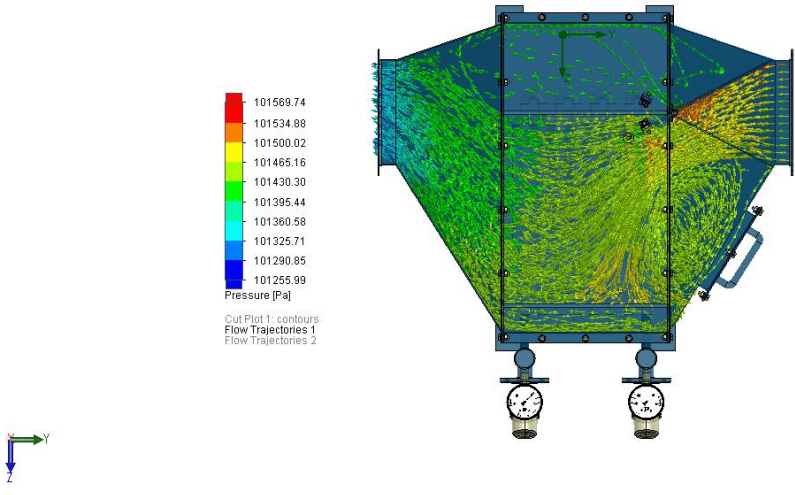 Y
101569.74
101534.88
101500.02
101465.16
101430.30
101395.44
101360.58
101325.71
101290.85
101255.99
Pressure [Pa]
Cut Plot 1: contours
Flow Trajectories 1
Flow Trajectories 2
X
Y
Z